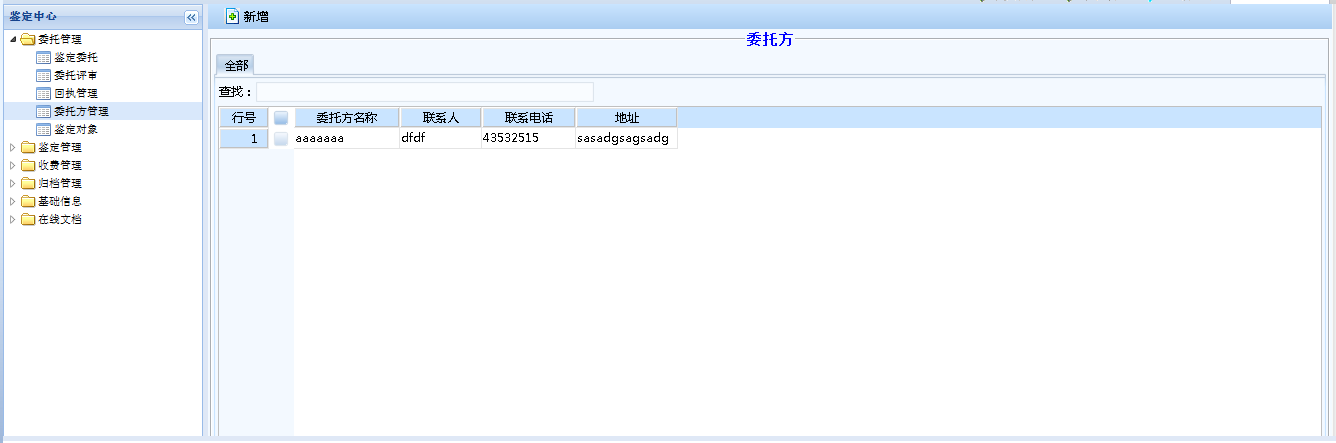 鉴定中心
委托管理
鉴定委托
委托评审
回执管理
委托方管理
鉴定对象
鉴定管理
收费管理
归档管理
基础信息
在线文档
新增
委托方
全部
查找：
行号 委托方名称 联系人 联系电话 地址
1 aaaaaaa dfdf 43532515 sasadgsagsadg